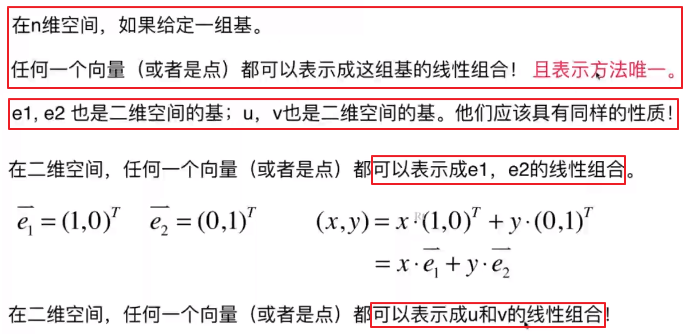 在n维空间，如果给定一组基。
任何一个向量（或者是点）都可以表示成这组基的线性组合！ 且表示方法唯一。
e1, e2 也是二维空间的基；u，v也是二维空间的基。他们应该具有同样的性质！
在二维空间，任何一个向量（或者是点）都可以表示成e1，e2的线性组合。
$\overrightarrow{e_1} = (1,0)^T$ $\overrightarrow{e_2} = (0,1)^T$ $(x,y) = x \cdot (1,0)^T + y \cdot (0,1)^T$
$= x \cdot \overrightarrow{e_1} + y \cdot \overrightarrow{e_2}$
在二维空间，任何一个向量（或者是点）都可以表示成u和v的线性组合！